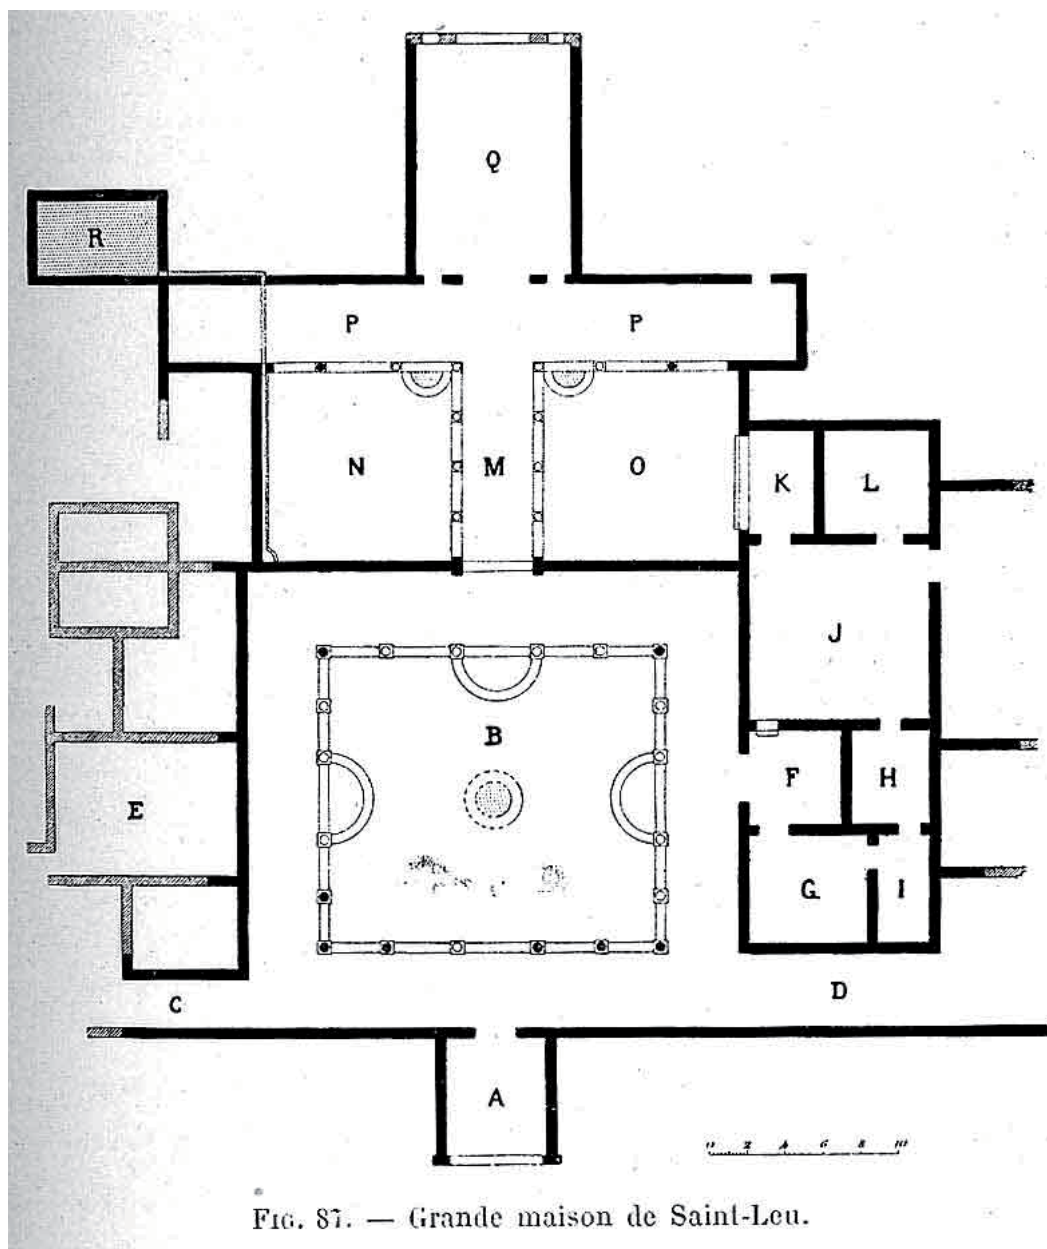 Q
R
P P
N M O K L
J
B
F H
E
G. I
C D
A
0 2 4 6 8 10
FIG. 87. — Grande maison de Saint-Leu.